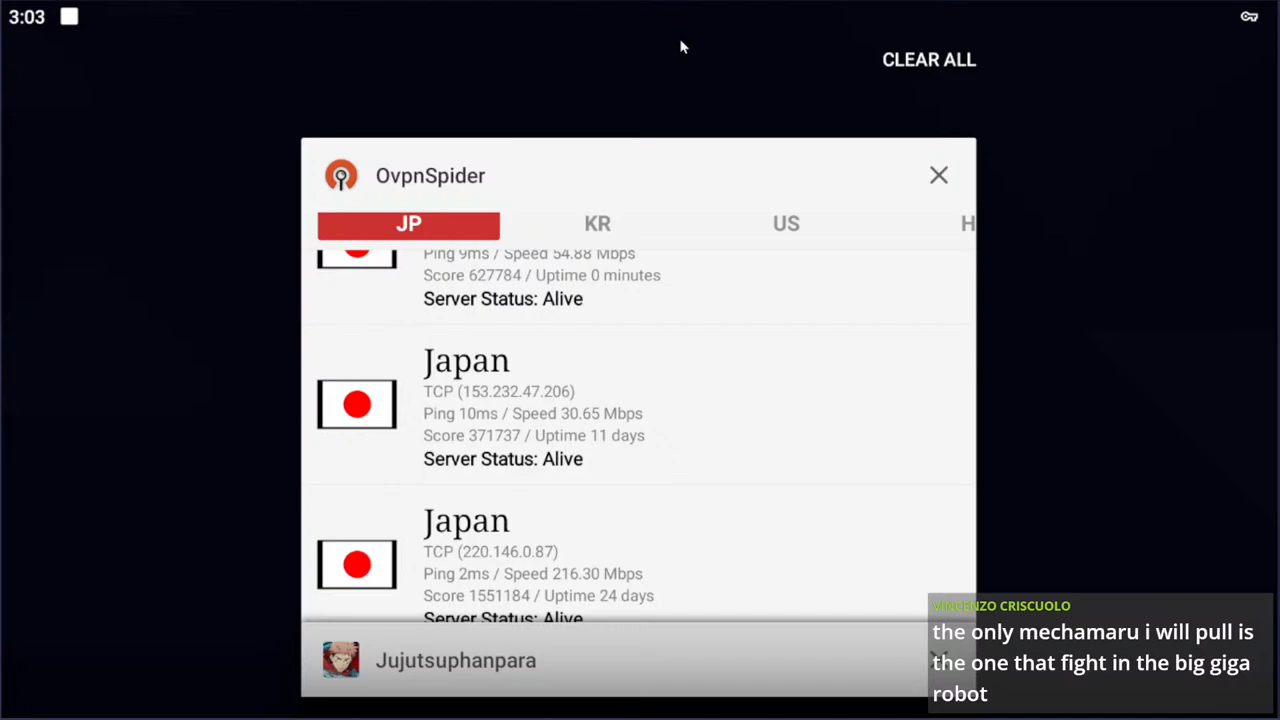 3:03
CLEAR ALL
OvpnSpider
JP KR US H
Ping 9ms / Speed 54.88 Mbps
Score 627784 / Uptime 0 minutes
Server Status: Alive
Japan
TCP (153.232.47.206)
Ping 10ms / Speed 30.65 Mbps
Score 371737 / Uptime 11 days
Server Status: Alive
Japan
TCP (220.146.0.87)
Ping 2ms / Speed 216.30 Mbps
Score 1551184 / Uptime 24 days
Server Status: Alive
Jujutsuphanpara
VINCENZO CRISCUOLO
the only mechamaru i will pull is
the one that fight in the big giga
robot